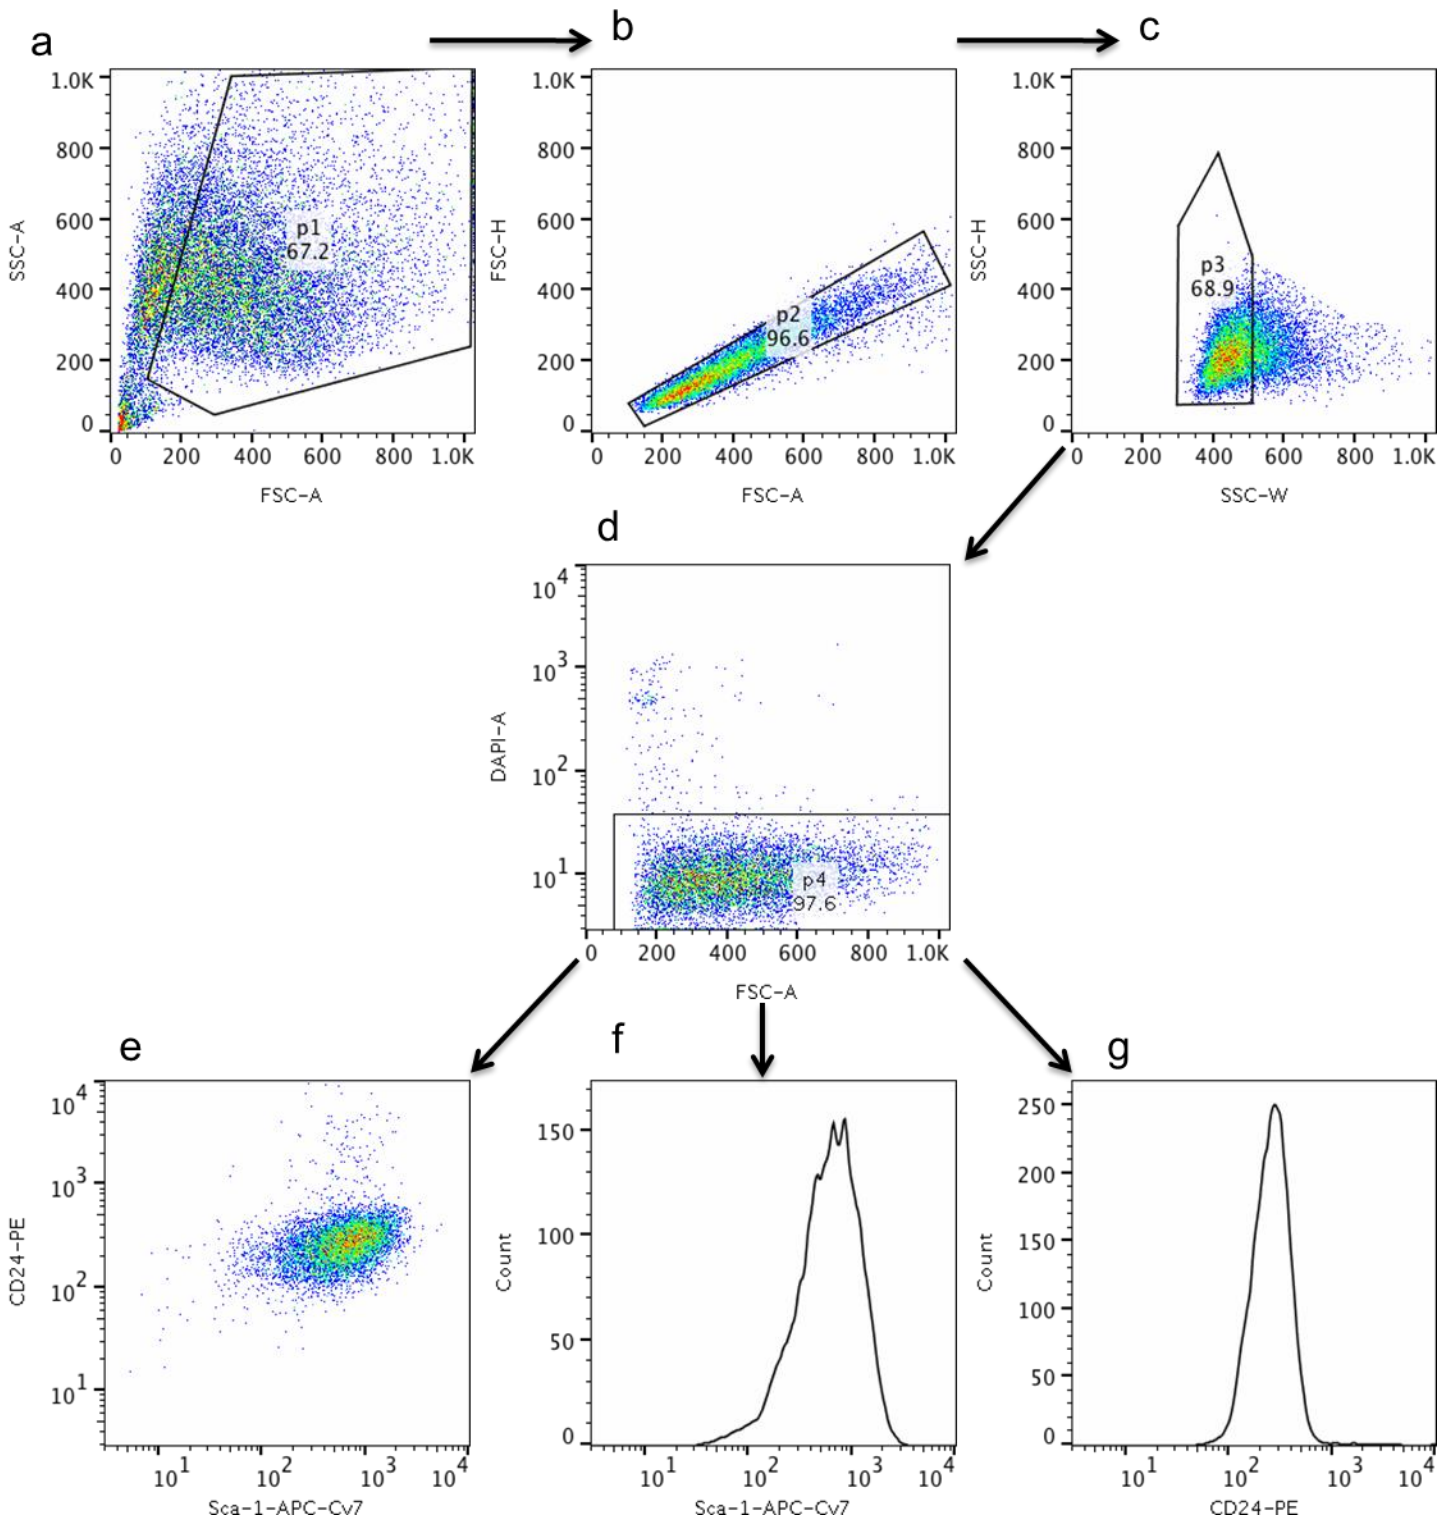 a
b
c
1.0K
800
600
400
200
0
SSC-A
p1
67.2
0 200 400 600 800 1.0K
FSC-A
1.0K
800
600
400
200
0
FSC-H
p2
96.6
0 200 400 600 800 1.0K
FSC-A
1.0K
800
600
400
200
0
SSC-H
p3
68.9
0 200 400 600 800 1.0K
SSC-W
d
10^4
10^3
10^2
10^1
DAPI-A
p4
97.6
0 200 400 600 800 1.0K
FSC-A
e
f
g
10^4
10^3
10^2
10^1
CD24-PE
10^1 10^2 10^3 10^4
Sca-1-APC-Cy7
150
100
50
0
Count
10^1 10^2 10^3 10^4
Sca-1-APC-Cy7
250
200
150
100
50
0
Count
10^1 10^2 10^3 10^4
CD24-PE